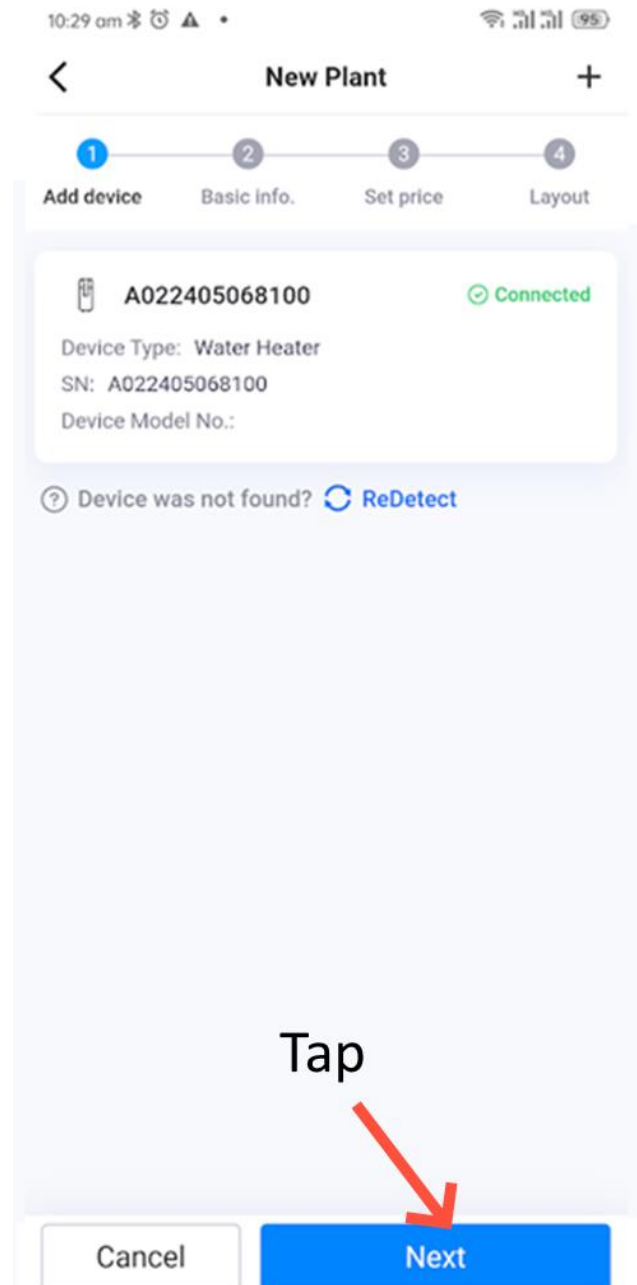 10:29 am
95
New Plant
1 2 3 4
Add device Basic info. Set price Layout
A022405068100 Connected
Device Type: Water Heater
SN: A022405068100
Device Model No.:
? Device was not found? ReDetect
Tap
Cancel Next